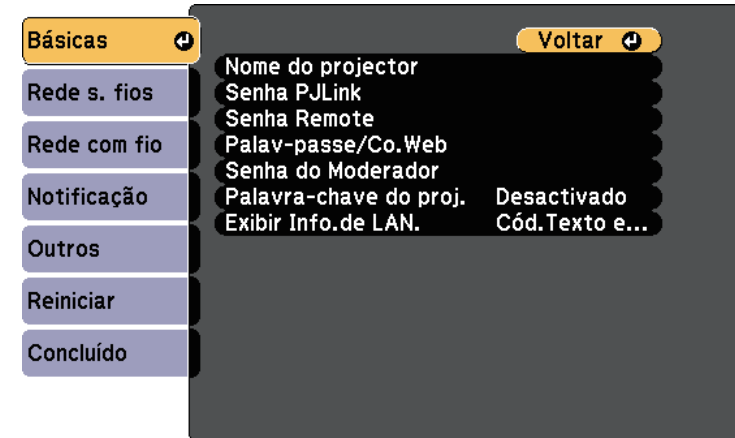 Básicas
Rede s. fios
Rede com fio
Notificação
Outros
Reiniciar
Concluído
Voltar
Nome do projector
Senha PJLink
Senha Remote
Palav-passe/Co.Web
Senha do Moderador
Palavra-chave do proj. Desactivado
Exibir Info.de LAN. Cód.Texto e...